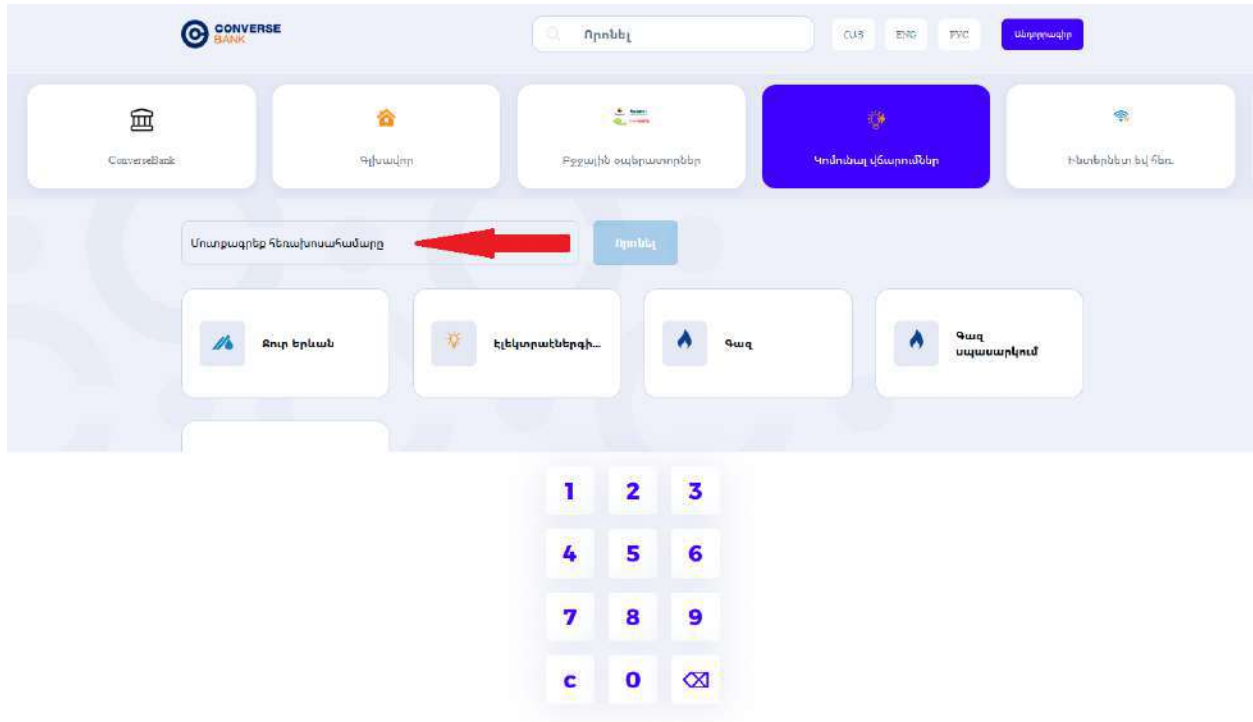 CONVERSE
BANK
Որոնել
ՀԱՅ ENG РУС
Անդորրագիր
ConverseBank
Գլխավոր
Բջջային օպերատորներ
Կոմունալ վճարումներ
Ինտերնետ եվ հեռ.
Մուտքագրեք հեռախոսահամարը
Որոնել
Ջուր Երևան
Էլեկտրաէներգի...
Գազ
Գազ
սպասարկում
1 2 3
4 5 6
7 8 9
c 0